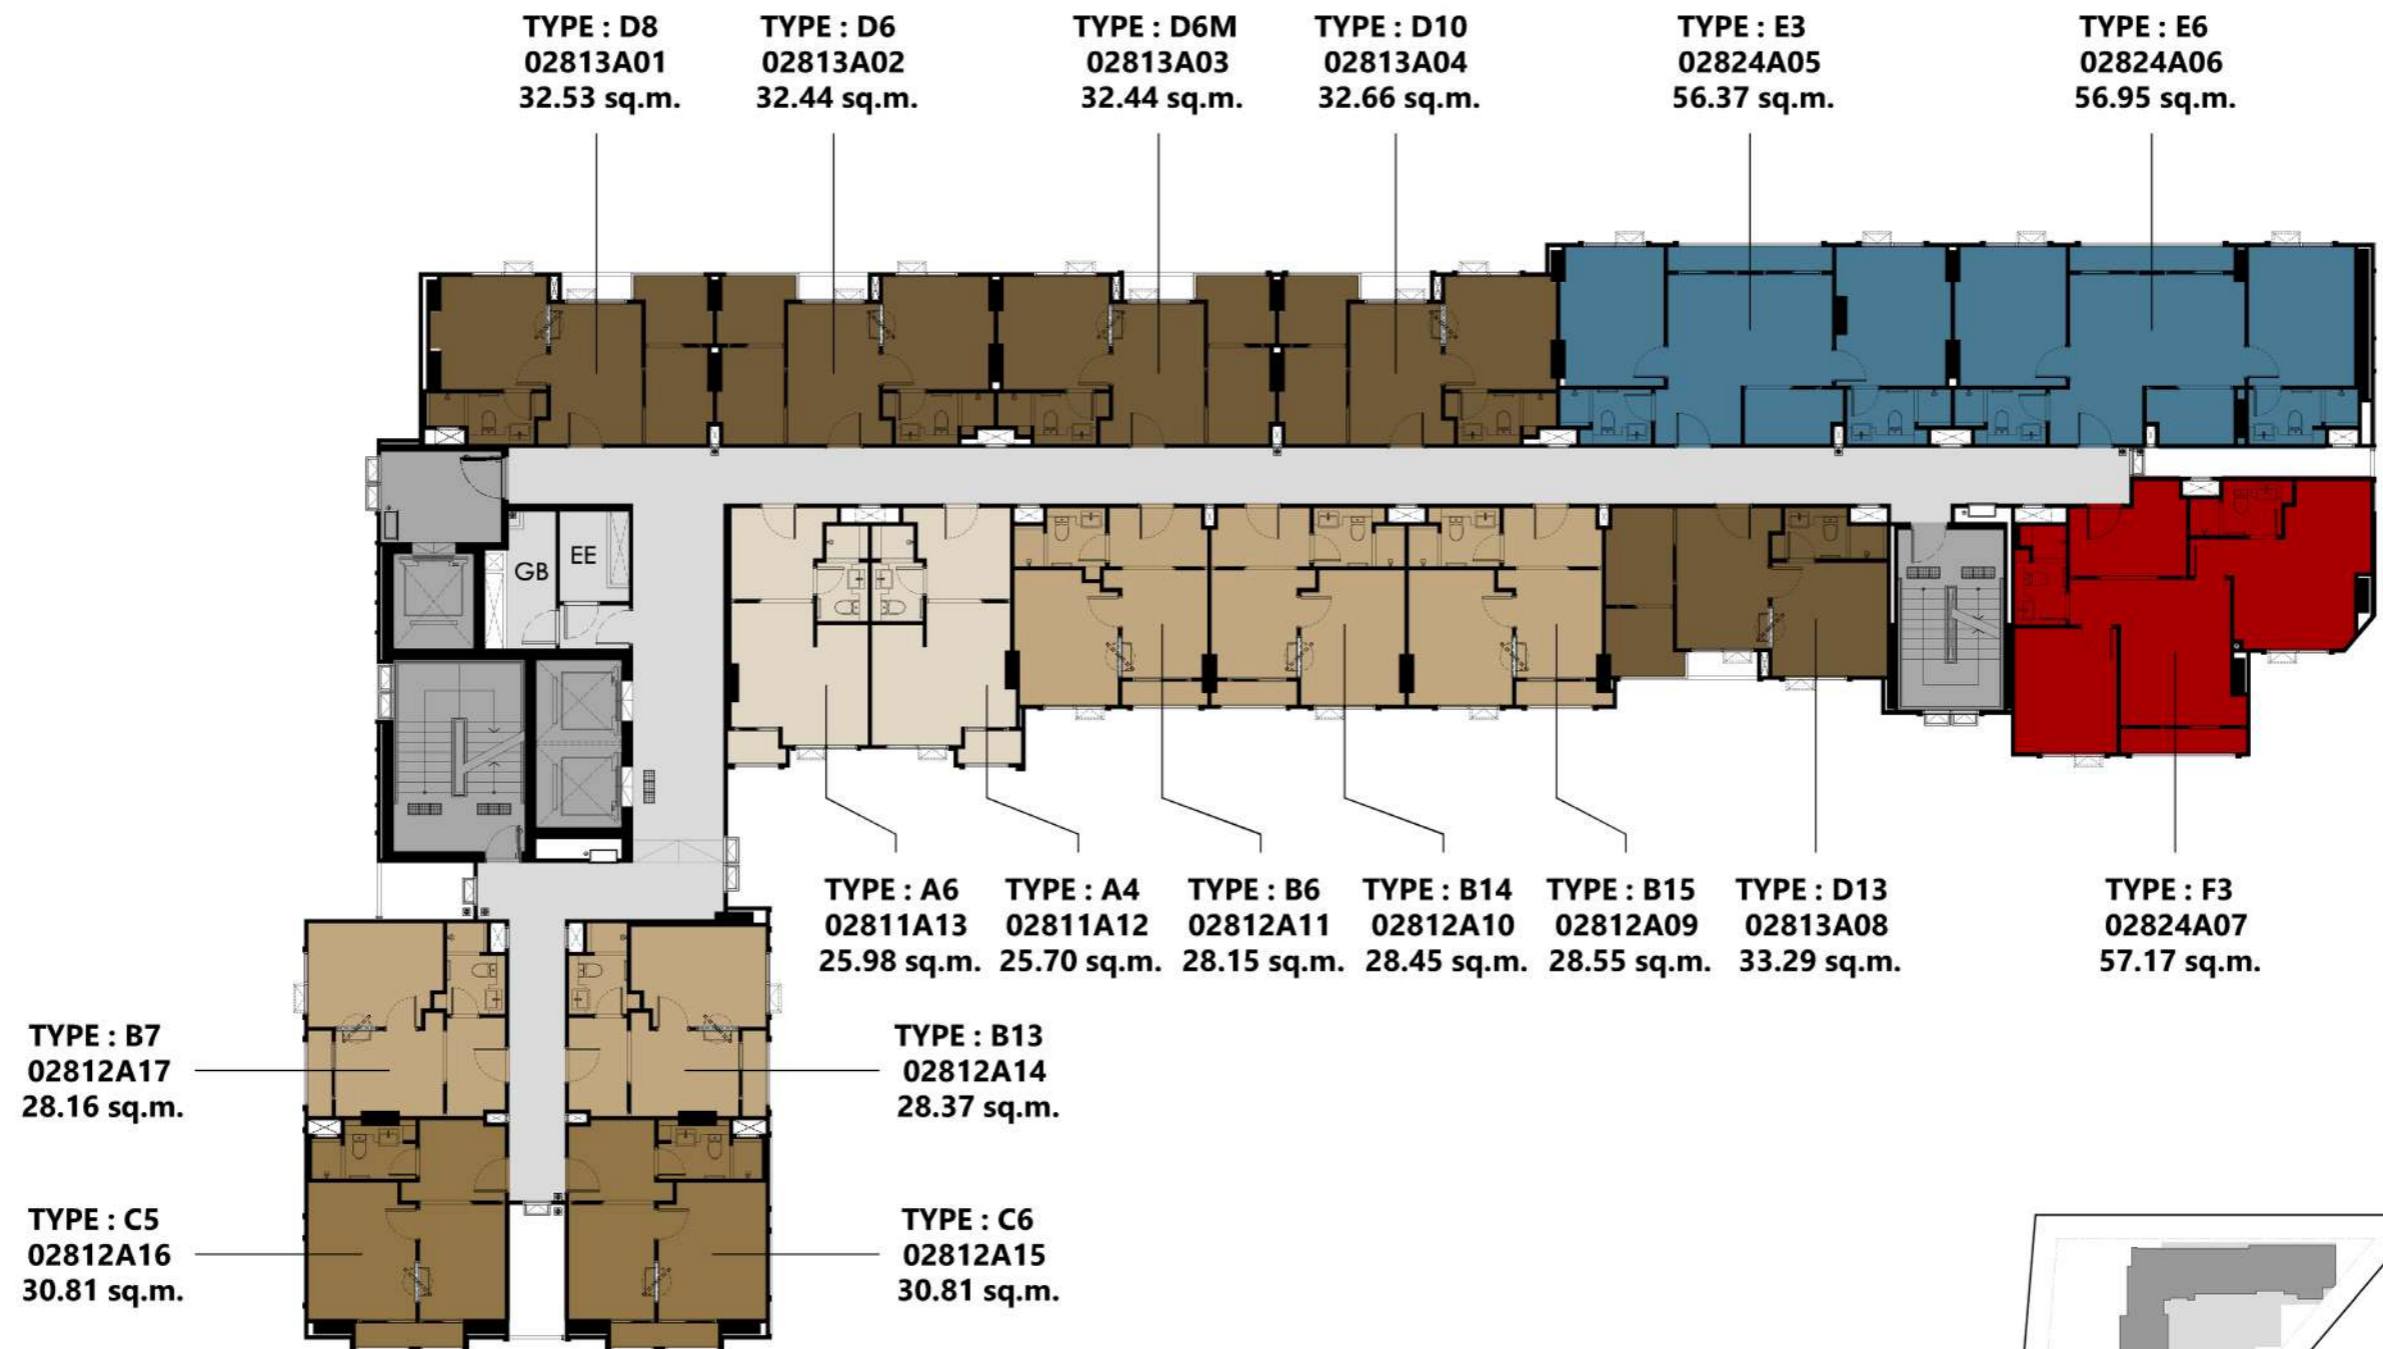 TYPE : D8
02813A01
32.53 sq.m.
TYPE : D6
02813A02
32.44 sq.m.
TYPE : D6M
02813A03
32.44 sq.m.
TYPE : D10
02813A04
32.66 sq.m.
TYPE : E3
02824A05
56.37 sq.m.
TYPE : E6
02824A06
56.95 sq.m.
GB
EE
TYPE : A6
02811A13
25.98 sq.m.
TYPE : A4
02811A12
25.70 sq.m.
TYPE : B6
02812A11
28.15 sq.m.
TYPE : B14
02812A10
28.45 sq.m.
TYPE : B15
02812A09
28.55 sq.m.
TYPE : D13
02813A08
33.29 sq.m.
TYPE : F3
02824A07
57.17 sq.m.
TYPE : B7
02812A17
28.16 sq.m.
TYPE : B13
02812A14
28.37 sq.m.
TYPE : C5
02812A16
30.81 sq.m.
TYPE : C6
02812A15
30.81 sq.m.